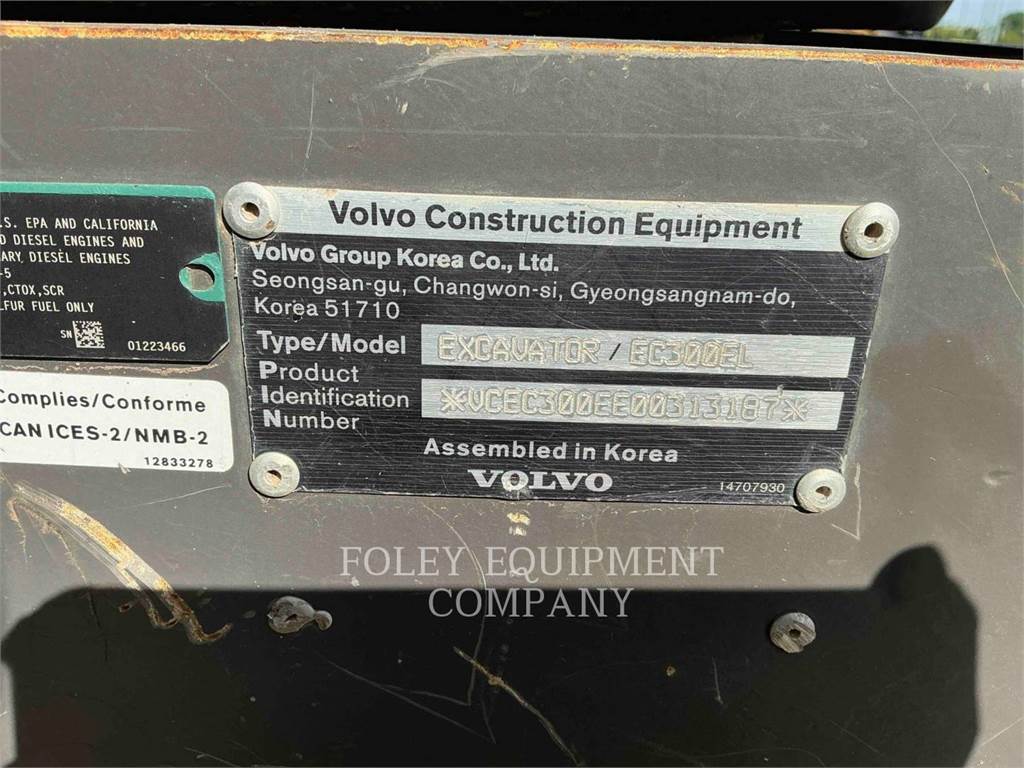 .S. EPA AND CALIFORNIA
D DIESEL ENGINES AND
ARY, DIESEL ENGINES
-5
,CTOX,SCR
LFUR FUEL ONLY
SN
01223466
Complies/Conforme
CAN ICES-2/NMB-2
12833278
Volvo Construction Equipment
Volvo Group Korea Co., Ltd.
Seongsan-gu, Changwon-si, Gyeongsangnam-do,
Korea 51710
Type/Model EXCAVATOR / EC300EL
Product
Identification *VCEC300EE00313187*
Number
Assembled in Korea
VOLVO
14707930
FOLEY EQUIPMENT
COMPANY